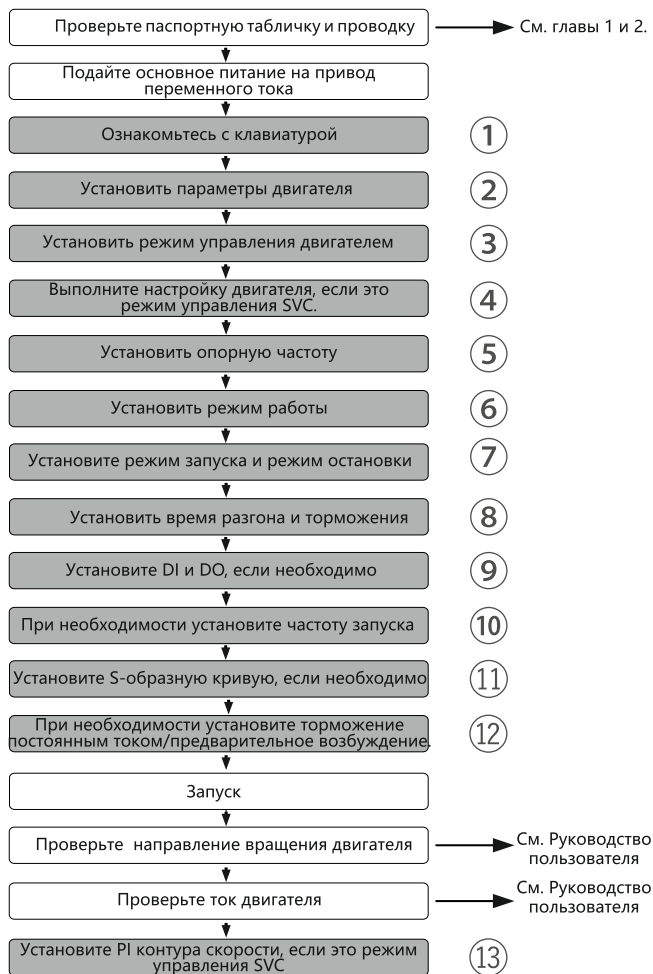 Проверьте паспортную табличку и проводку
См. главы 1 и 2.
Подайте основное питание на привод
переменного тока
Ознакомьтесь с клавиатурой
1
Установить параметры двигателя
2
Установить режим управления двигателем
3
Выполните настройку двигателя, если это
режим управления SVC.
4
Установить опорную частоту
5
Установить режим работы
6
Установите режим запуска и режим остановки
7
Установить время разгона и торможения
8
Установите DI и DO, если необходимо
9
При необходимости установите частоту запуска
10
Установите S-образную кривую, если необходимо
11
При необходимости установите торможение
постоянным током/предварительное возбуждение.
12
Запуск
Проверьте направление вращения двигателя
См. Руководство
пользователя
Проверьте ток двигателя
См. Руководство
пользователя
Установите PI контура скорости, если это режим
управления SVC
13